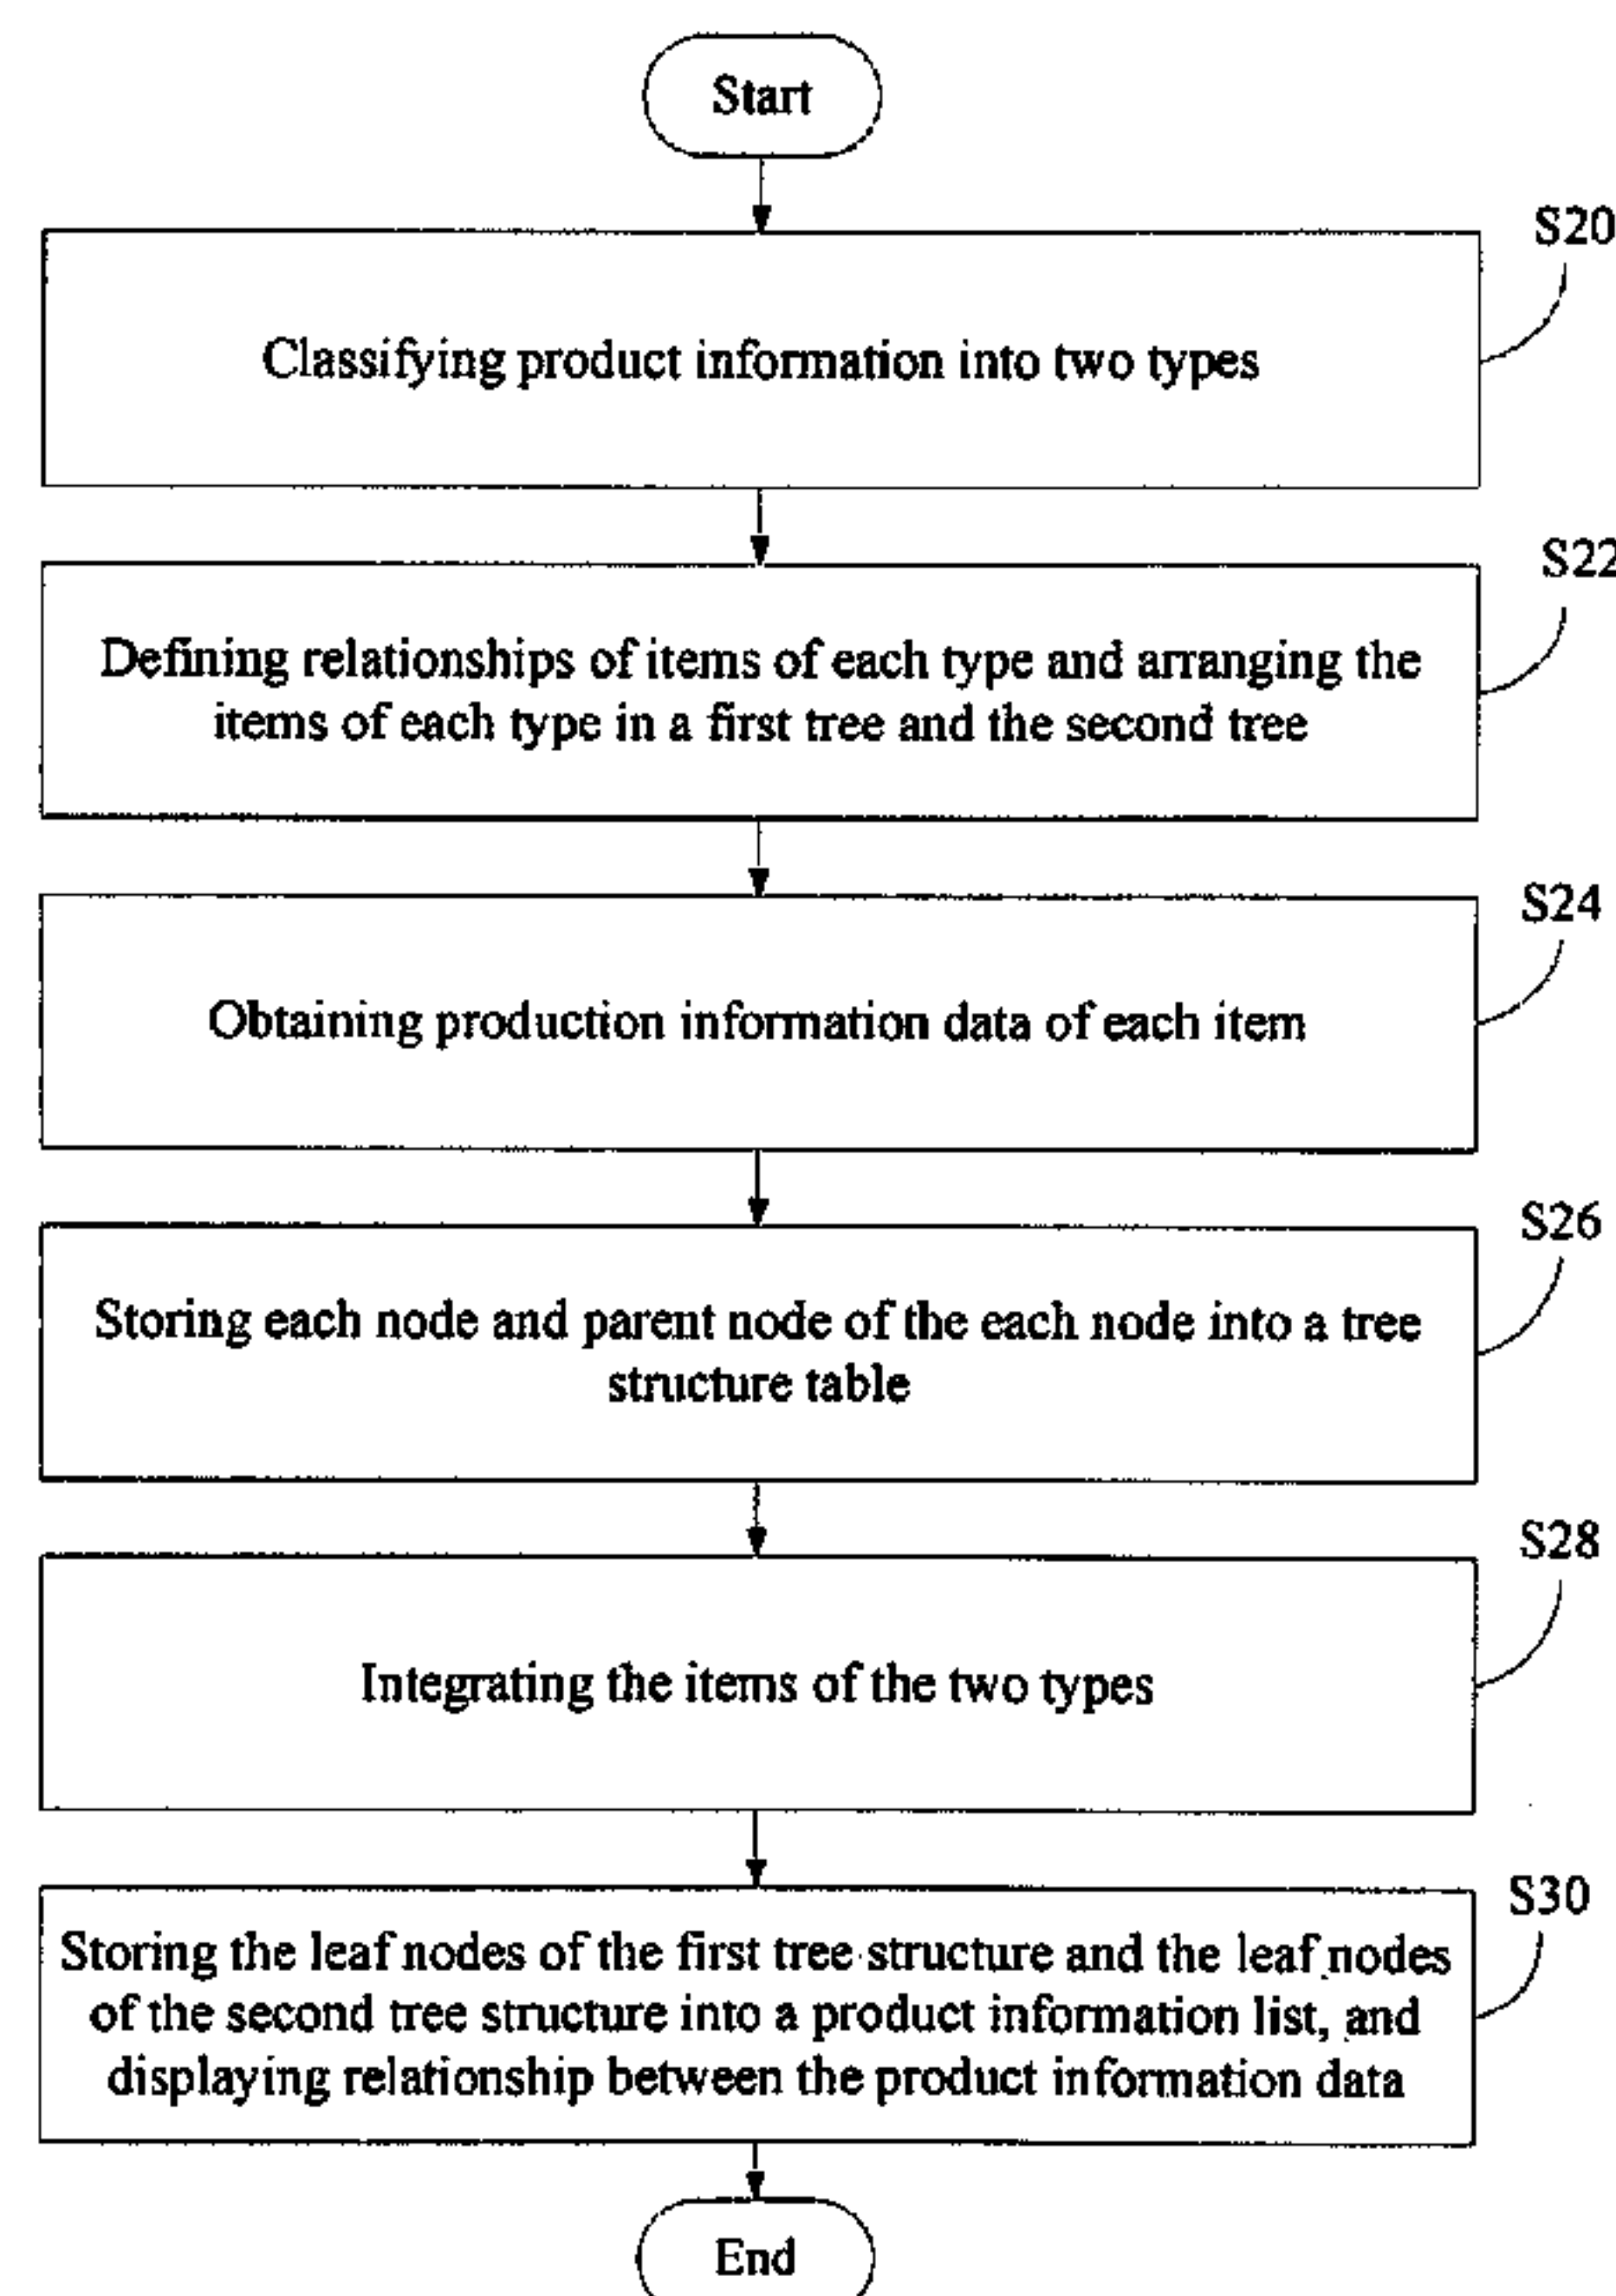 Start
S20
Classifying product information into two types
S22
Defining relationships of items of each type and arranging the
items of each type in a first tree and the second tree
S24
Obtaining production information data of each item
S26
Storing each node and parent node of the each node into a tree
structure table
S28
Integrating the items of the two types
S30
Storing the leaf nodes of the first tree structure and the leaf nodes
of the second tree structure into a product information list, and
displaying relationship between the product information data
End